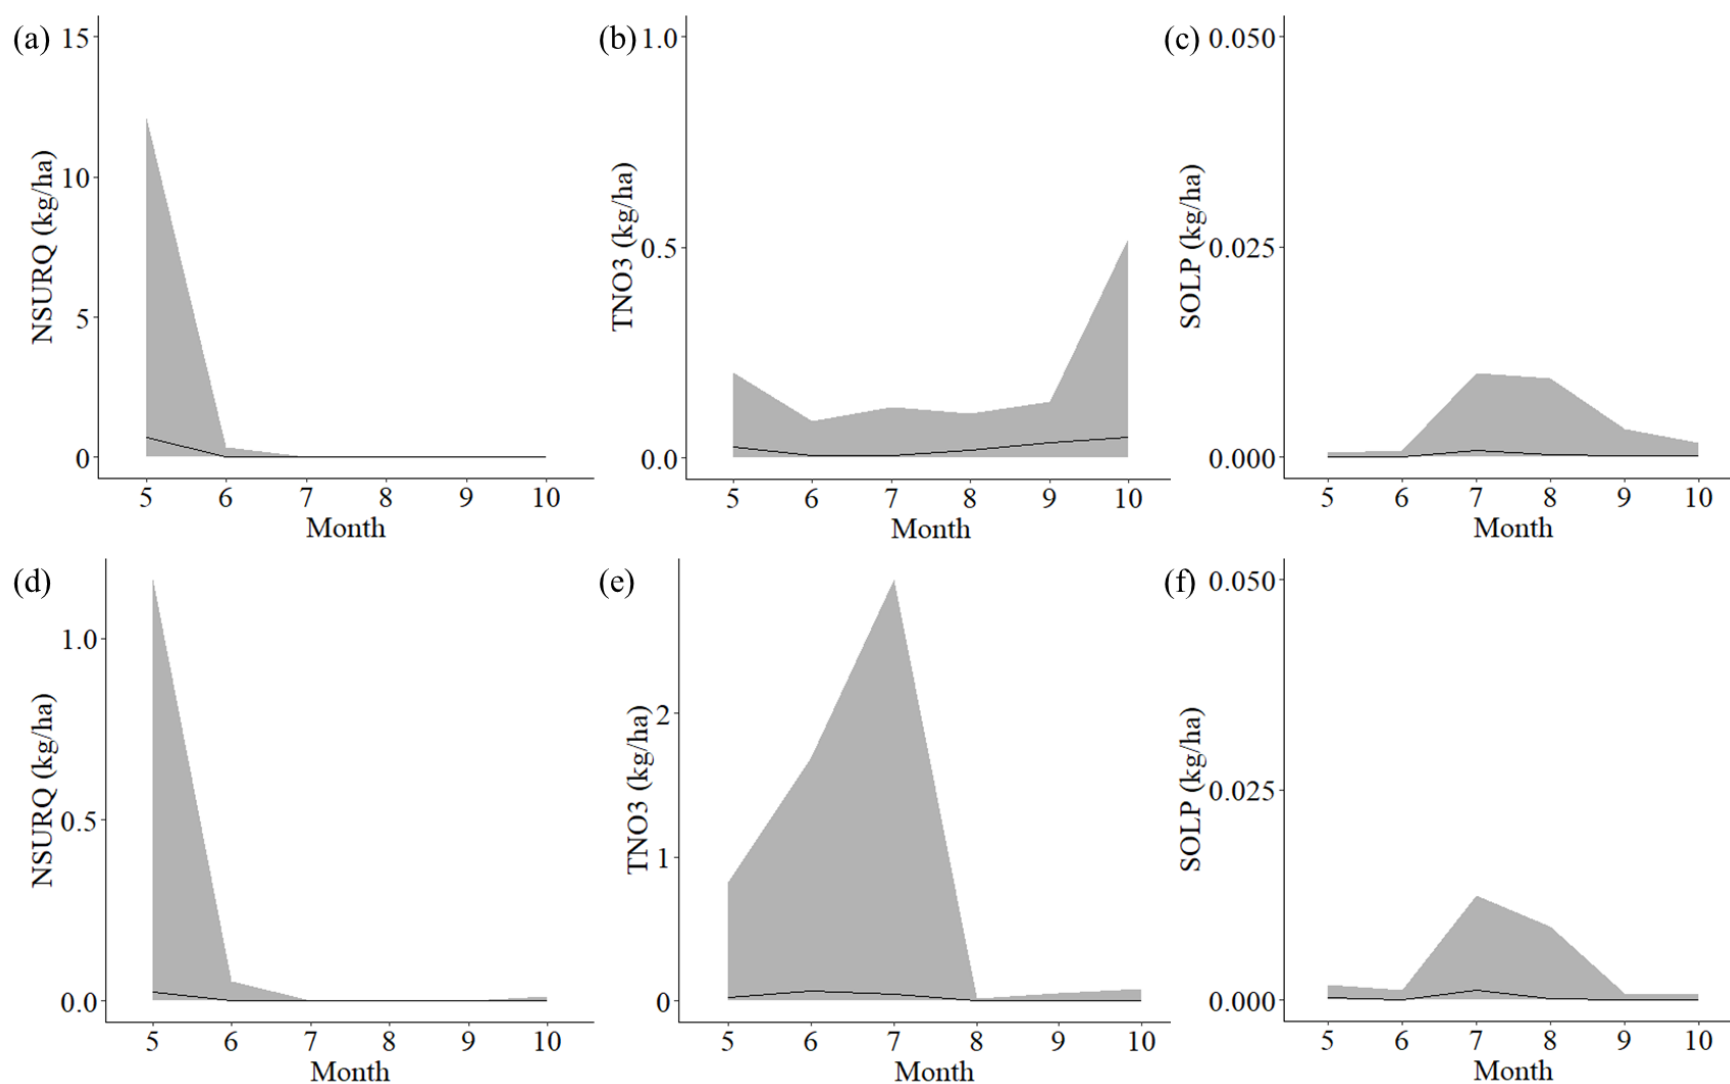 (a)
NSURQ (kg/ha)
15
10
5
0
5 6 7 8 9 10
Month
(b)
TNO3 (kg/ha)
1.0
0.5
0.0
5 6 7 8 9 10
Month
(c)
SOLP (kg/ha)
0.050
0.025
0.000
5 6 7 8 9 10
Month
(d)
NSURQ (kg/ha)
1.0
0.5
0.0
5 6 7 8 9 10
Month
(e)
TNO3 (kg/ha)
2
1
0
5 6 7 8 9 10
Month
(f)
SOLP (kg/ha)
0.050
0.025
0.000
5 6 7 8 9 10
Month